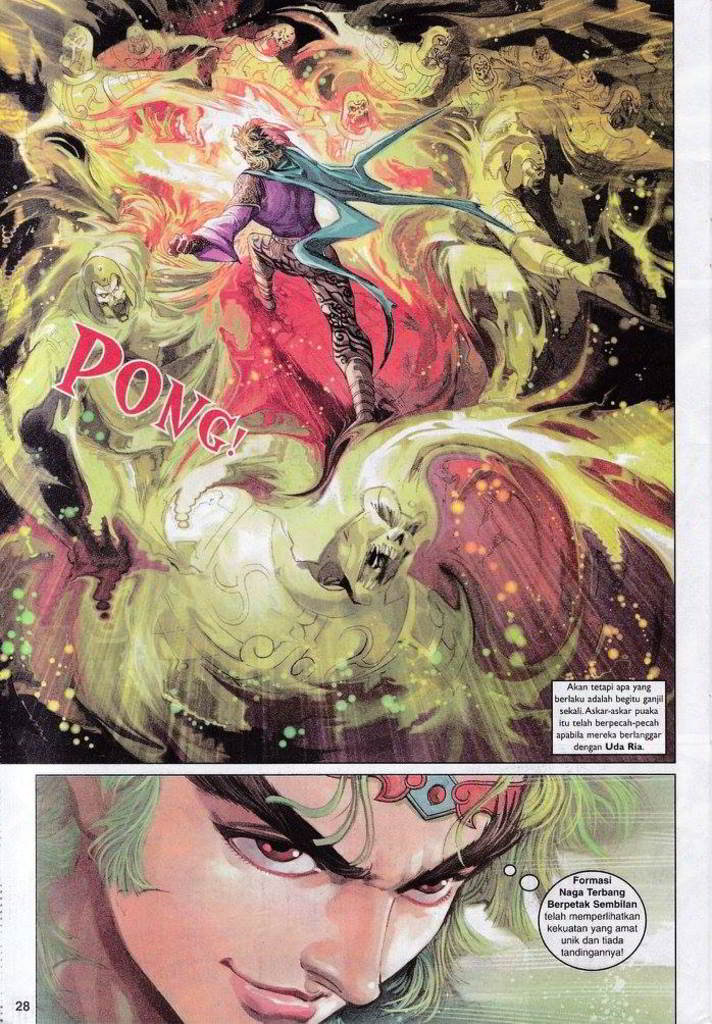 PONG!
Akan tetapi apa yang
berlaku adalah begitu ganjil
sekali. Askar-askar puaka
itu telah berpecah-pecah
apabila mereka berlanggar
dengan Uda Ria.
Formasi
Naga Terbang
Berpetak Sembilan
telah memperlihatkan
kekuatan yang amat
unik dan tiada
tandingannya!
28